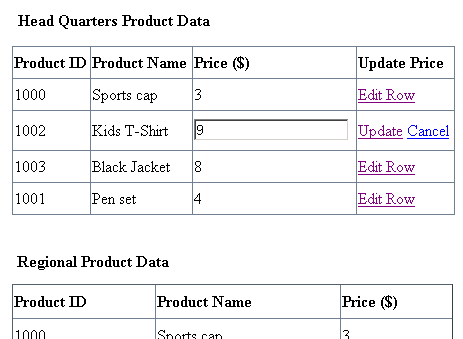 Head Quarters Product Data
Product ID Product Name Price ($) Update Price
1000 Sports cap 3 Edit Row
1002 Kids T-Shirt 9 Update Cancel
1003 Black Jacket 8 Edit Row
1001 Pen set 4 Edit Row
Regional Product Data
Product ID Product Name Price ($)
1000 Sports cap 3